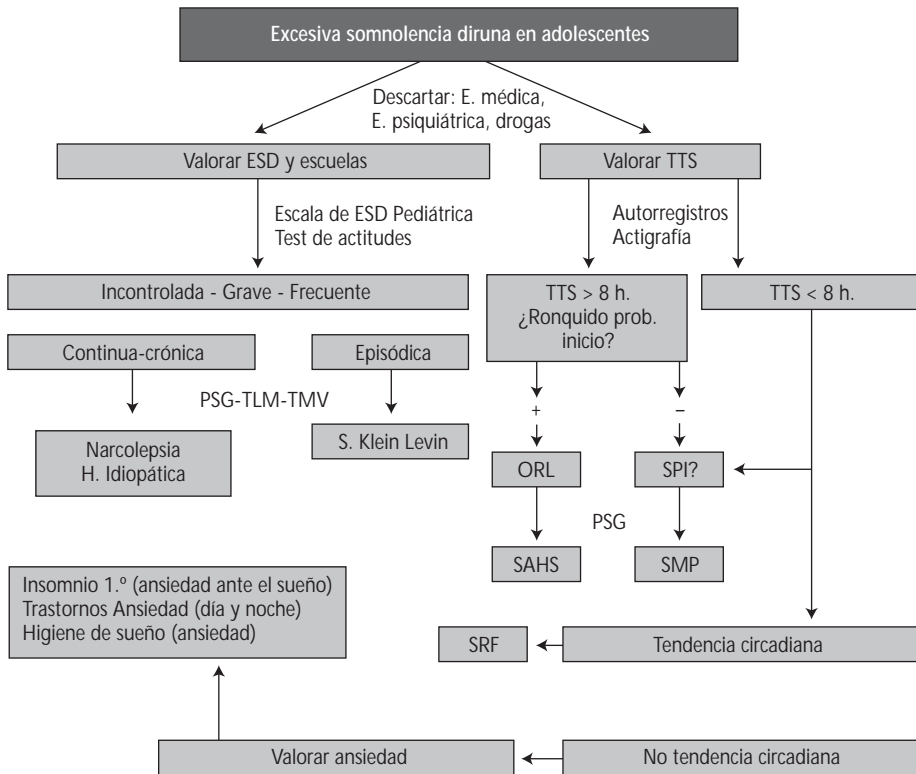 Excesiva somnolencia diruna en adolescentes
Descartar: E. médica,
E. psiquiátrica, drogas
Valorar ESD y escuelas
Valorar TTS
Escala de ESD Pediátrica
Test de actitudes
Autorregistros
Actigrafía
Incontrolada - Grave - Frecuente
TTS > 8 h.
¿Ronquido prob.
inicio?
TTS < 8 h.
Continua-crónica
Episódica
PSG-TLM-TMV
+
–
Narcolepsia
H. Idiopática
S. Klein Levin
ORL
SPI?
PSG
SAHS
SMP
Insomnio 1.º (ansiedad ante el sueño)
Trastornos Ansiedad (día y noche)
Higiene de sueño (ansiedad)
SRF
Tendencia circadiana
Valorar ansiedad
No tendencia circadiana